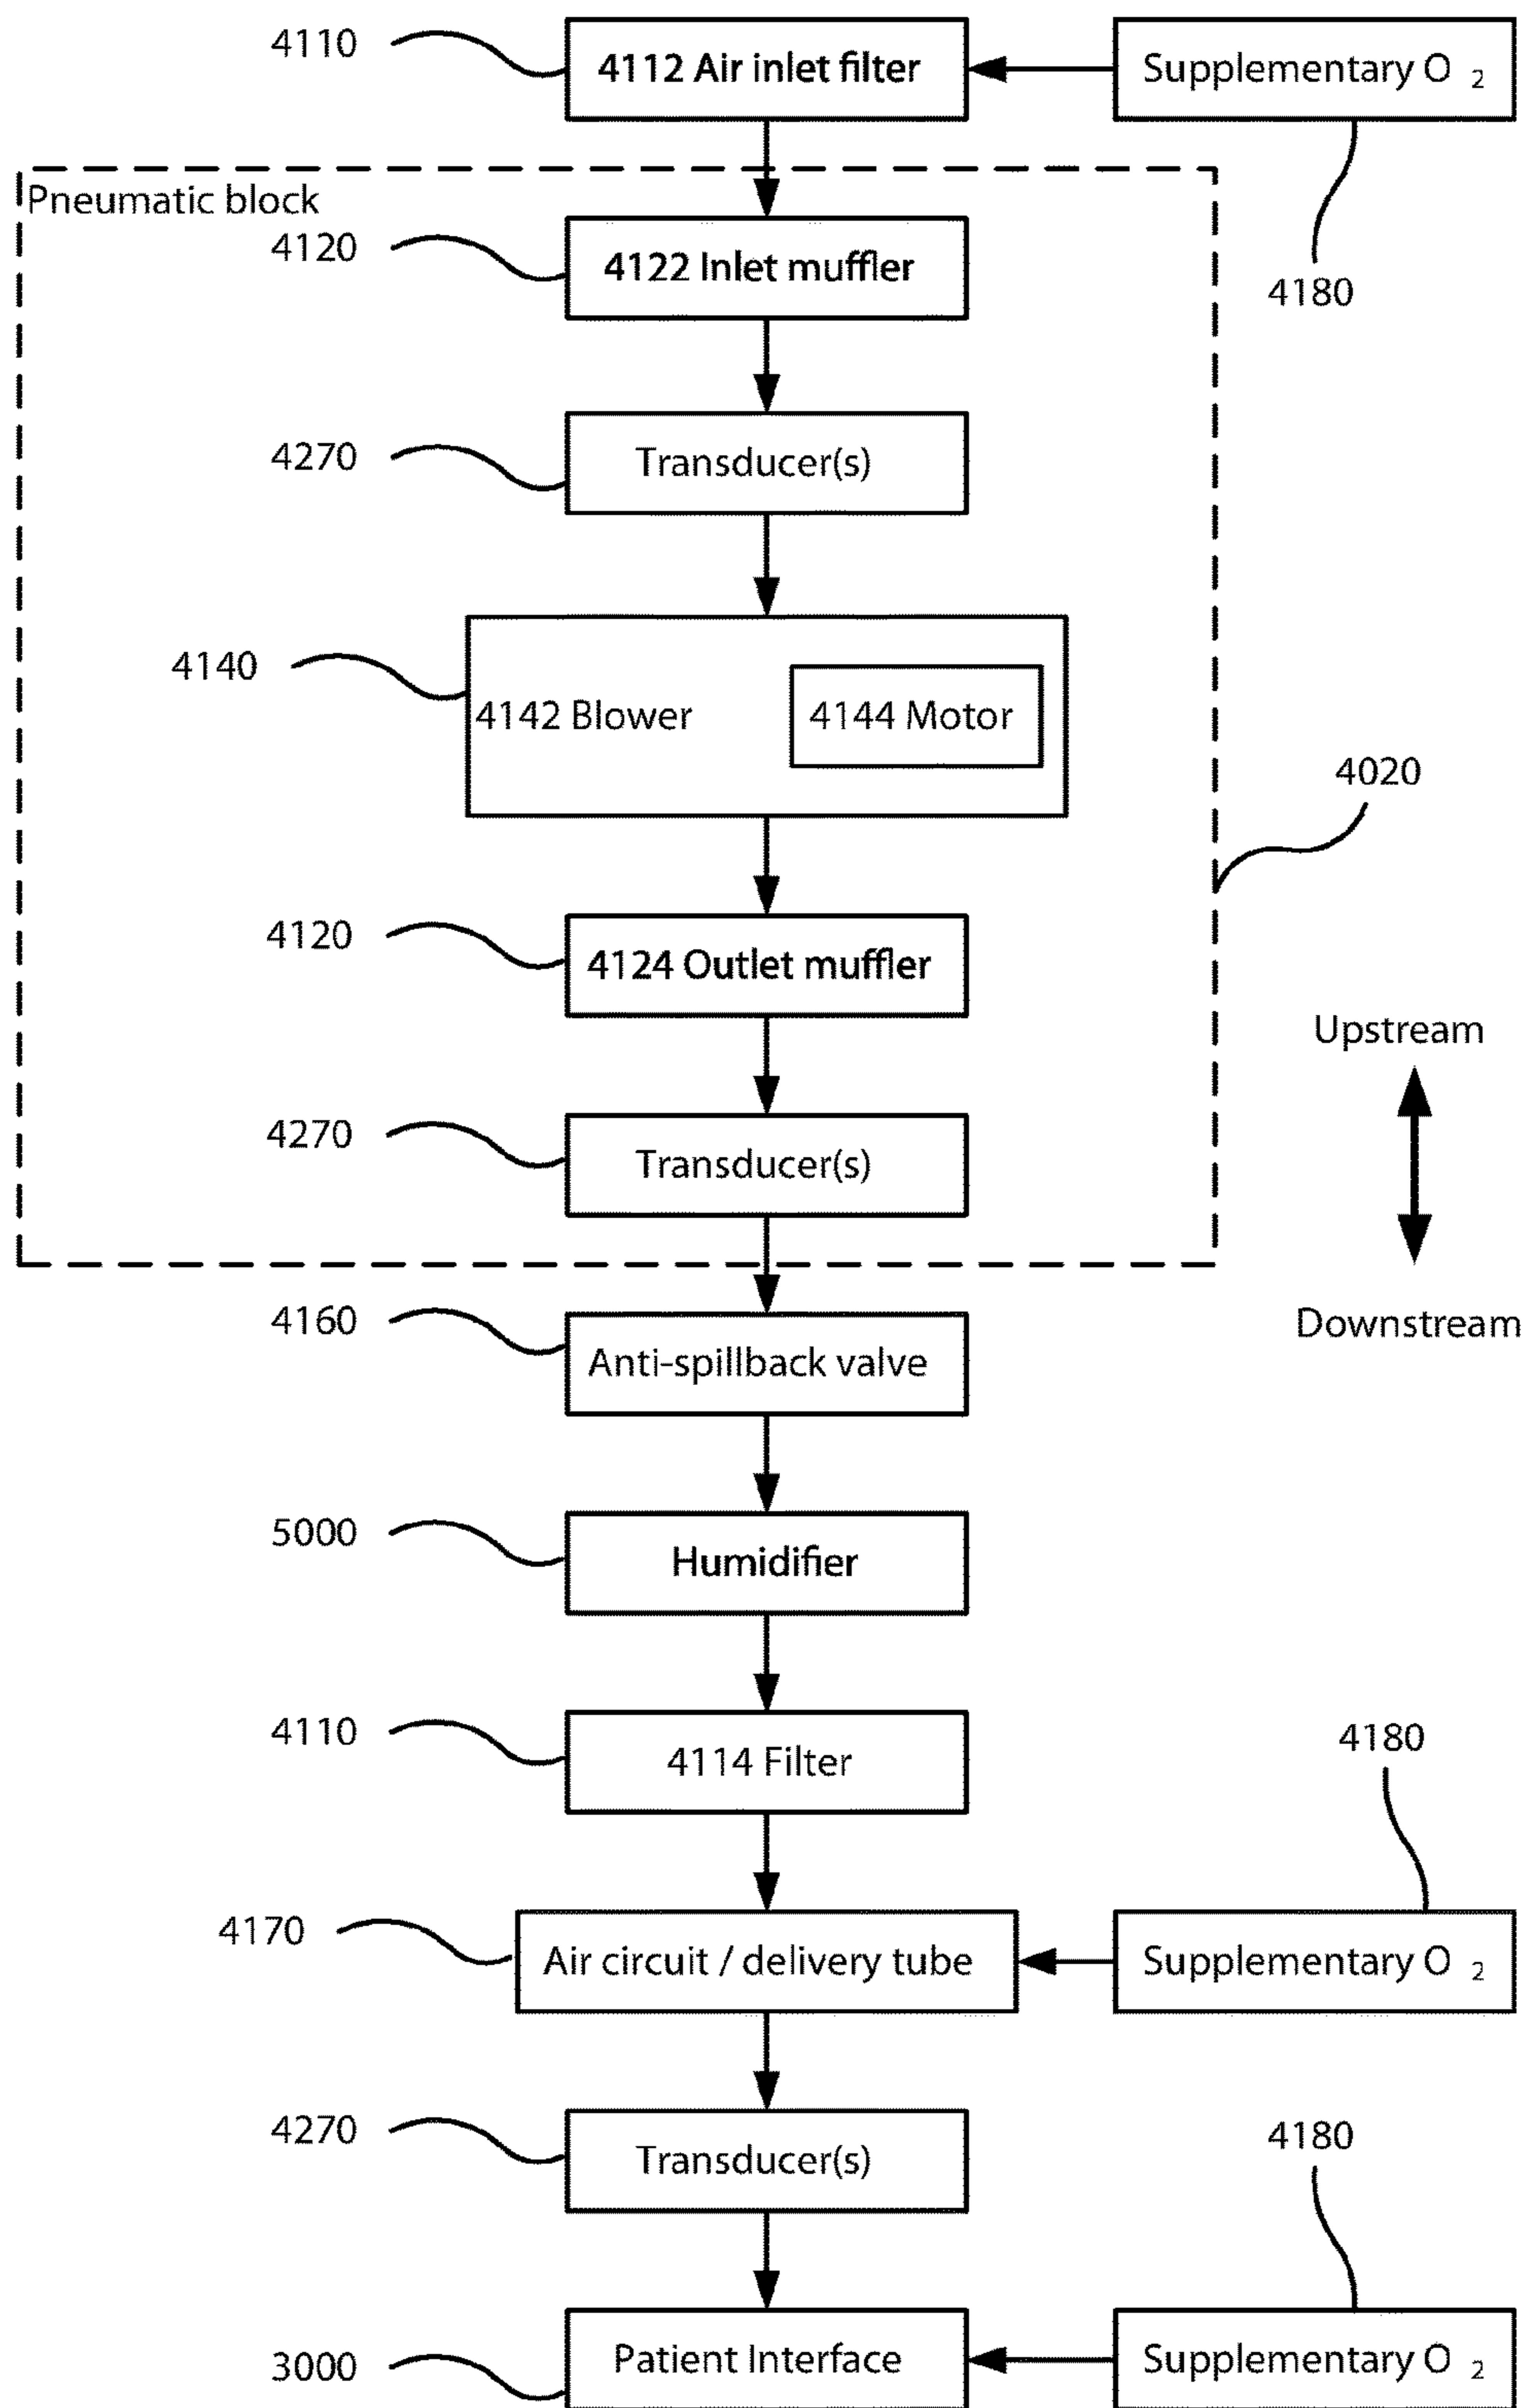 4110
4112 Air inlet filter
Supplementary O 2
Pneumatic block
4120
4122 Inlet muffler
4180
4270
Transducer(s)
4140
4142 Blower
4144 Motor
4020
4120
4124 Outlet muffler
Upstream
4270
Transducer(s)
4160
Anti-spillback valve
Downstream
5000
Humidifier
4110
4114 Filter
4180
4170
Air circuit / delivery tube
Supplementary O 2
4270
Transducer(s)
4180
3000
Patient Interface
Supplementary O 2